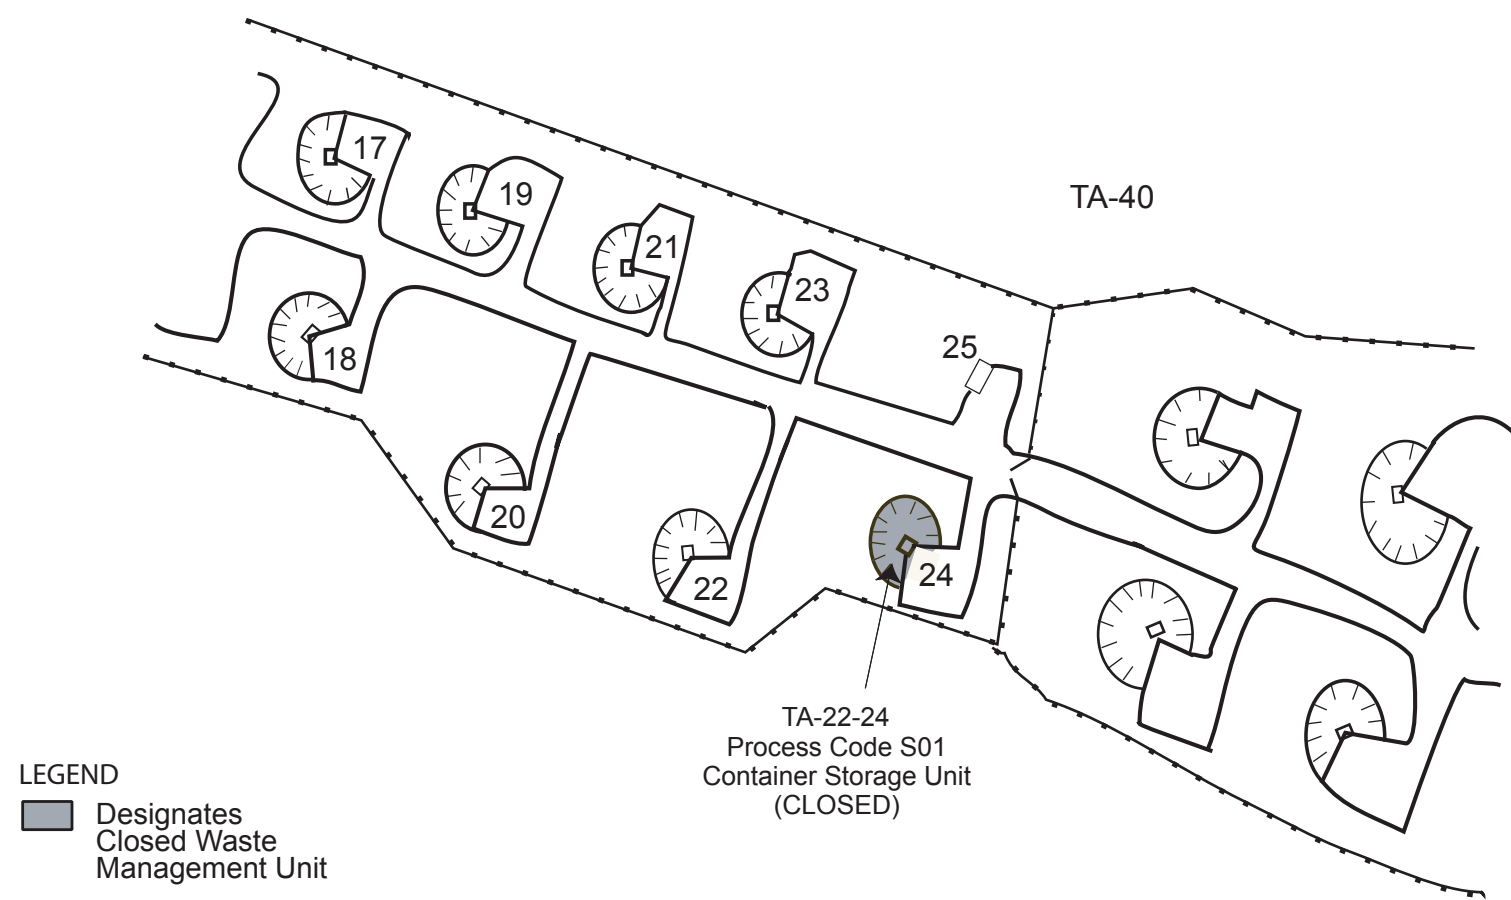 17
19
TA-40
21
23
25
18
20
24
22
TA-22-24
Process Code S01
Container Storage Unit
(CLOSED)
LEGEND
Designates
Closed Waste
Management Unit